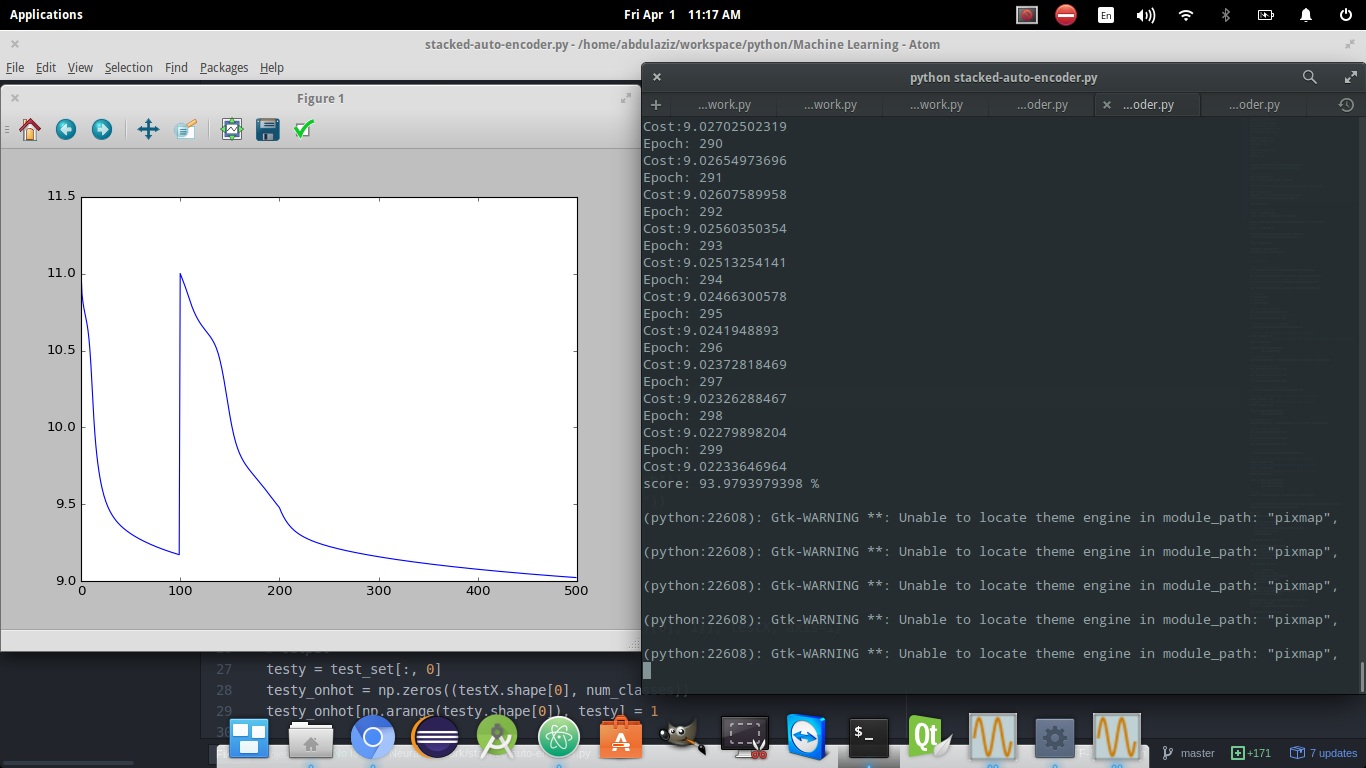 Applications
Fri Apr 1 11:17 AM
En
stacked-auto-encoder.py - /home/abdulaziz/workspace/python/Machine Learning - Atom
File Edit View Selection Find Packages Help
Figure 1
11.5
11.0
10.5
10.0
9.5
9.0
0 100 200 300 400 500
python stacked-auto-encoder.py
...work.py ...work.py ...work.py ...oder.py ...oder.py ...oder.py
Cost:9.02702502319
Epoch: 290
Cost:9.02654973696
Epoch: 291
Cost:9.02607589958
Epoch: 292
Cost:9.02560350354
Epoch: 293
Cost:9.02513254141
Epoch: 294
Cost:9.02466300578
Epoch: 295
Cost:9.0241948893
Epoch: 296
Cost:9.02372818469
Epoch: 297
Cost:9.02326288467
Epoch: 298
Cost:9.02279898204
Epoch: 299
Cost:9.02233646964
score: 93.9793979398 %
(python:22608): Gtk-WARNING **: Unable to locate theme engine in module_path: "pixmap",
(python:22608): Gtk-WARNING **: Unable to locate theme engine in module_path: "pixmap",
(python:22608): Gtk-WARNING **: Unable to locate theme engine in module_path: "pixmap",
(python:22608): Gtk-WARNING **: Unable to locate theme engine in module_path: "pixmap",
(python:22608): Gtk-WARNING **: Unable to locate theme engine in module_path: "pixmap",
27 testy = test_set[:, 0]
28 testy_onhot = np.zeros((testX.shape[0],
29 testy_onhot[np.arange(testy.shape[0]), testy] = 1
$_
Qt
master +171 7 updates